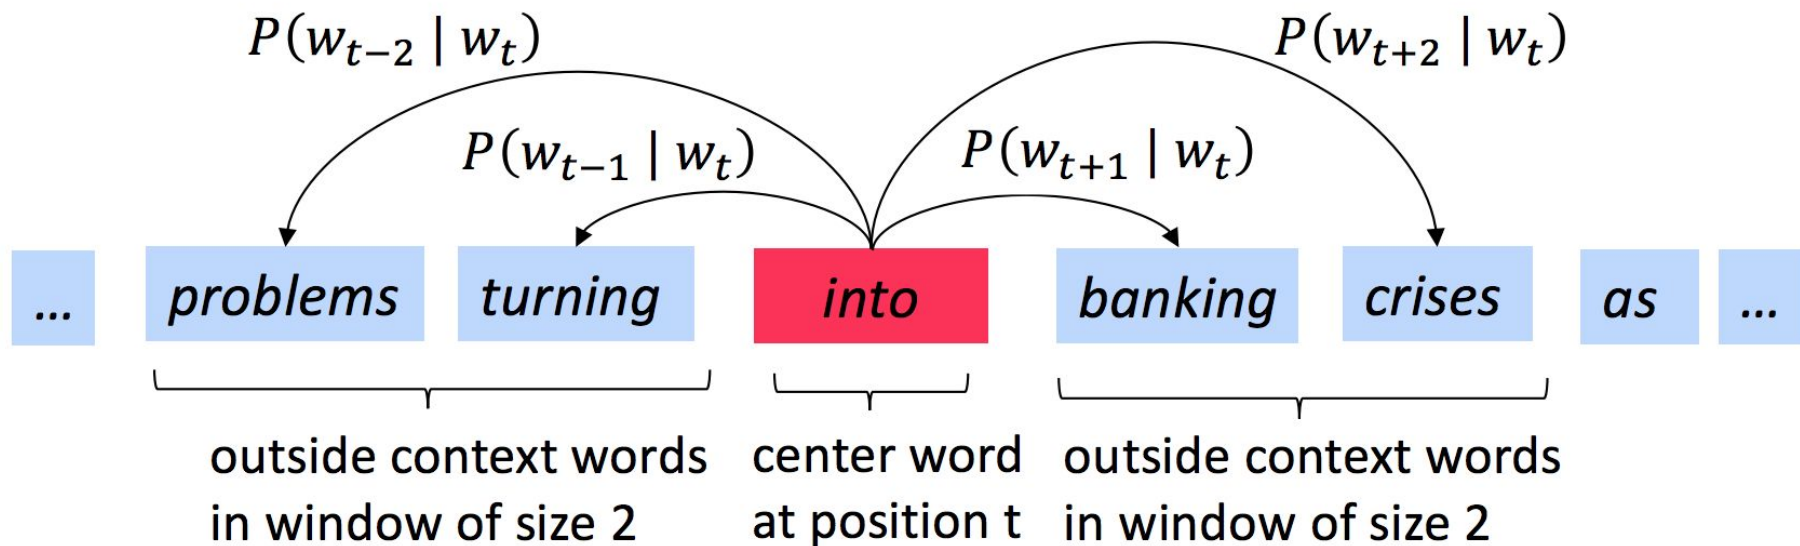 P(w_{t−2} | w_t)
P(w_{t+2} | w_t)
P(w_{t−1} | w_t)
P(w_{t+1} | w_t)
... problems turning into banking crises as ...
outside context words
in window of size 2
center word
at position t
outside context words
in window of size 2